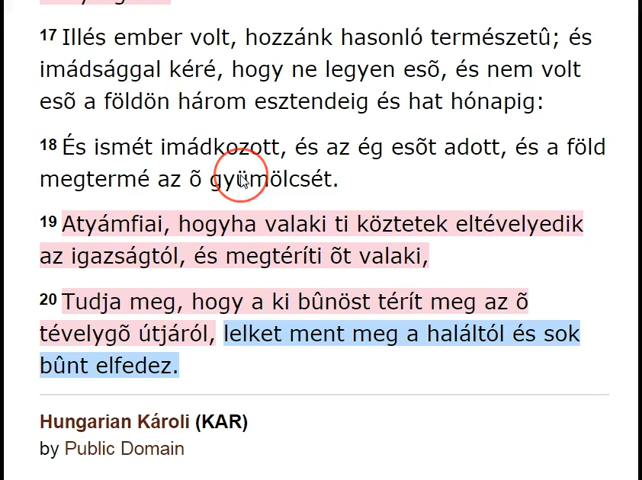 17 Illés ember volt, hozzánk hasonló természetû; és
imádsággal kéré, hogy ne legyen esõ, és nem volt
esõ a földön három esztendeig és hat hónapig:
18 És ismét imádkozott, és az ég esõt adott, és a föld
megtermé az õ gyümölcsét.
19 Atyámfiai, hogyha valaki ti köztetek eltévelyedik
az igazságtól, és megtéríti õt valaki,
20 Tudja meg, hogy a ki bûnöst térít meg az õ
tévelygõ útjáról, lelket ment meg a haláltól és sok
bûnt elfedez.
Hungarian Károli (KAR)
by Public Domain